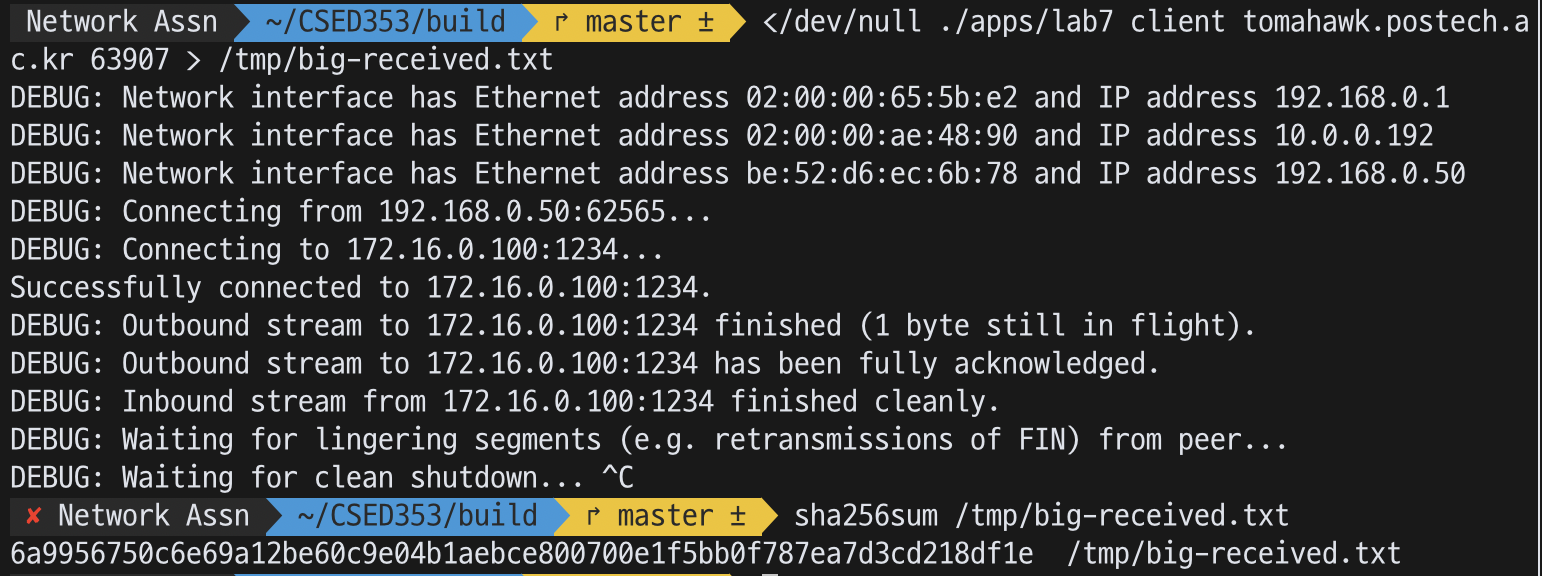 Network Assn ~/CSED353/build ↱ master ± </dev/null ./apps/lab7 client tomahawk.postech.a
c.kr 63907 > /tmp/big-received.txt
DEBUG: Network interface has Ethernet address 02:00:00:65:5b:e2 and IP address 192.168.0.1
DEBUG: Network interface has Ethernet address 02:00:00:ae:48:90 and IP address 10.0.0.192
DEBUG: Network interface has Ethernet address be:52:d6:ec:6b:78 and IP address 192.168.0.50
DEBUG: Connecting from 192.168.0.50:62565...
DEBUG: Connecting to 172.16.0.100:1234...
Successfully connected to 172.16.0.100:1234.
DEBUG: Outbound stream to 172.16.0.100:1234 finished (1 byte still in flight).
DEBUG: Outbound stream to 172.16.0.100:1234 has been fully acknowledged.
DEBUG: Inbound stream from 172.16.0.100:1234 finished cleanly.
DEBUG: Waiting for lingering segments (e.g. retransmissions of FIN) from peer...
DEBUG: Waiting for clean shutdown... ^C
✘ Network Assn ~/CSED353/build ↱ master ± sha256sum /tmp/big-received.txt
6a9956750c6e69a12be60c9e04b1aebce800700e1f5bb0f787ea7d3cd218df1e /tmp/big-received.txt